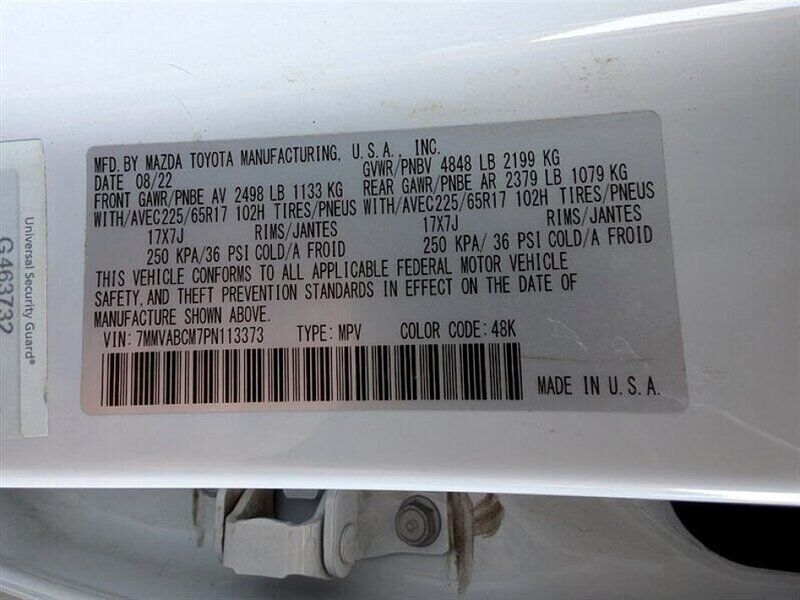 MFD. BY MAZDA TOYOTA MANUFACTURING, U.S.A., INC.
DATE 08/22 GVWR/PNBV 4848 LB 2199 KG
FRONT GAWR/PNBE AV 2498 LB 1133 KG REAR GAWR/PNBE AR 2379 LB 1079 KG
WITH/AVEC225/65R17 102H TIRES/PNEUS WITH/AVEC225/65R17 102H TIRES/PNEUS
17X7J RIMS/JANTES 17X7J RIMS/JANTES
250 KPA/36 PSI COLD/A FROID 250 KPA/ 36 PSI COLD/A FROID
THIS VEHICLE CONFORMS TO ALL APPLICABLE FEDERAL MOTOR VEHICLE
SAFETY, AND THEFT PREVENTION STANDARDS IN EFFECT ON THE DATE OF
MANUFACTURE SHOWN ABOVE.
VIN: 7MMVABCM7PN113373 TYPE: MPV COLOR CODE: 48K
MADE IN U.S.A.
Universal Security Guard®
G463732